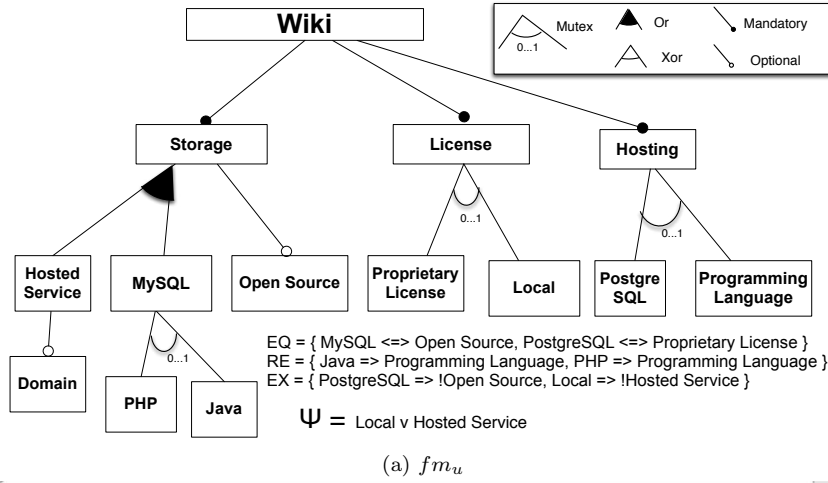 Wiki
Mutex
0...1
Or
Xor
Mandatory
Optional
Storage
License
Hosting
0...1
0...1
Hosted
Service
MySQL
Open Source
Proprietary
License
Local
Postgre
SQL
Programming
Language
0...1
Domain
PHP
Java
EQ = { MySQL <=> Open Source, PostgreSQL <=> Proprietary License }
RE = { Java => Programming Language, PHP => Programming Language }
EX = { PostgreSQL => !Open Source, Local => !Hosted Service }
Ψ = Local v Hosted Service
(a) fm_u